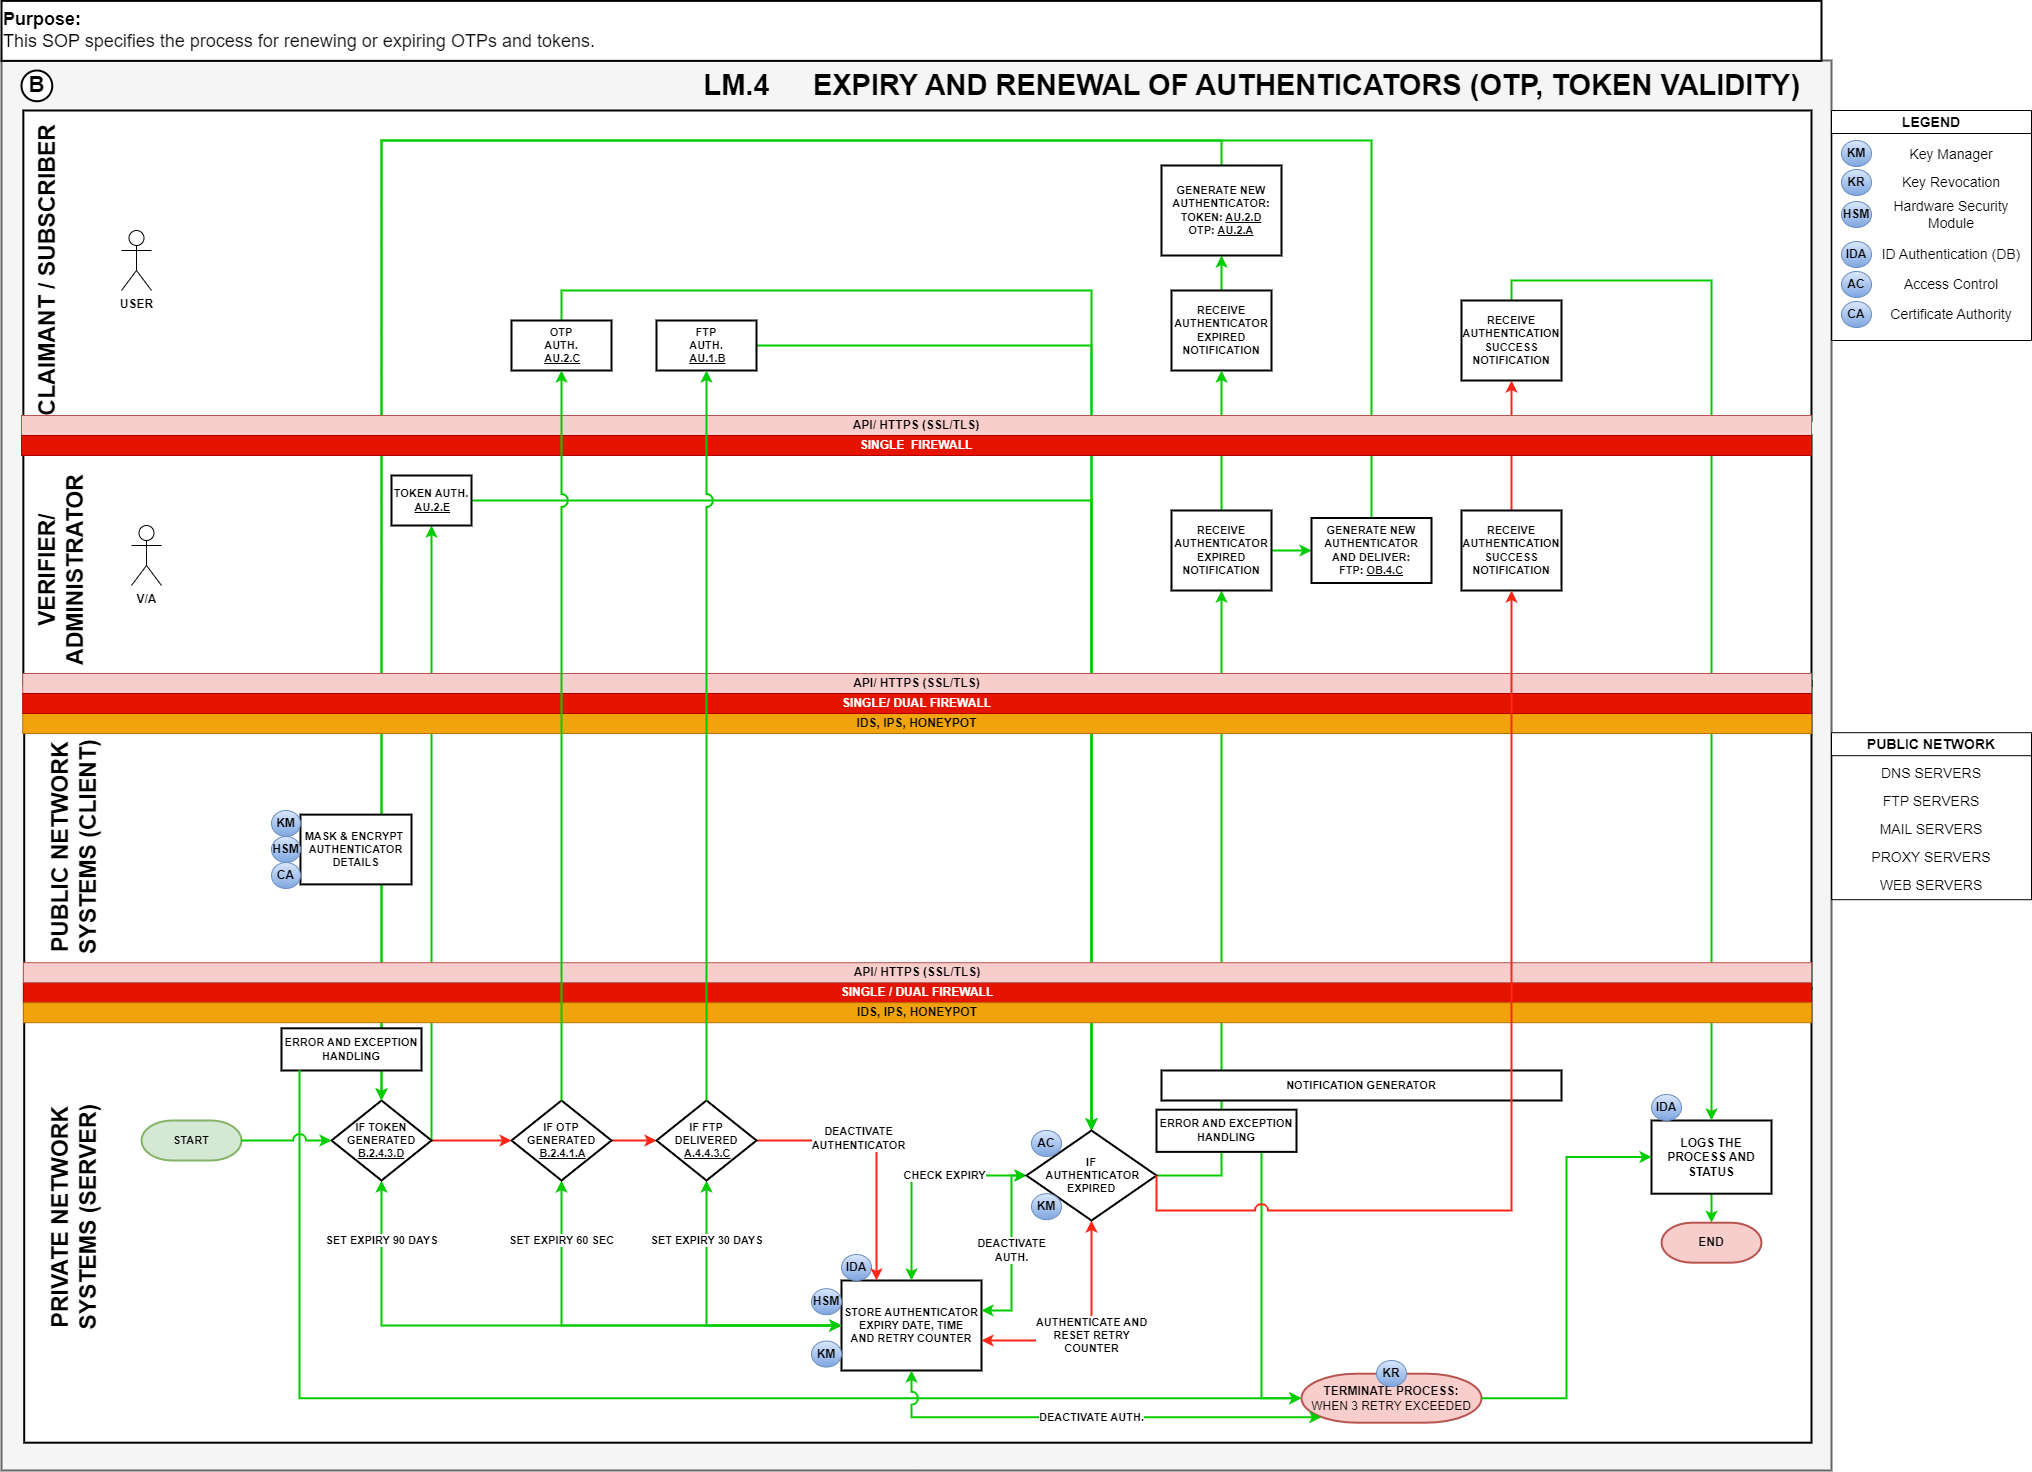 Purpose:
This SOP specifies the process for renewing or expiring OTPs and tokens.
B
LM.4 EXPIRY AND RENEWAL OF AUTHENTICATORS (OTP, TOKEN VALIDITY)
LEGEND
KM Key Manager
KR Key Revocation
HSM Hardware Security
Module
IDA ID Authentication (DB)
AC Access Control
CA Certificate Authority
CLAIMANT / SUBSCRIBER
USER
OTP
AUTH.
AU.2.C
FTP
AUTH.
AU.1.B
GENERATE NEW
AUTHENTICATOR:
TOKEN: AU.2.D
OTP: AU.2.A
RECEIVE
AUTHENTICATOR
EXPIRED
NOTIFICATION
RECEIVE
AUTHENTICATION
SUCCESS
NOTIFICATION
API/ HTTPS (SSL/TLS)
SINGLE FIREWALL
VERIFIER/
ADMINISTRATOR
V/A
TOKEN AUTH.
AU.2.E
RECEIVE
AUTHENTICATOR
EXPIRED
NOTIFICATION
GENERATE NEW
AUTHENTICATOR
AND DELIVER:
FTP: OB.4.C
RECEIVE
AUTHENTICATION
SUCCESS
NOTIFICATION
API/ HTTPS (SSL/TLS)
SINGLE/ DUAL FIREWALL
IDS, IPS, HONEYPOT
PUBLIC NETWORK
SYSTEMS (CLIENT)
KM
HSM
CA
MASK & ENCRYPT
AUTHENTICATOR
DETAILS
PUBLIC NETWORK
DNS SERVERS
FTP SERVERS
MAIL SERVERS
PROXY SERVERS
WEB SERVERS
API/ HTTPS (SSL/TLS)
SINGLE / DUAL FIREWALL
IDS, IPS, HONEYPOT
PRIVATE NETWORK
SYSTEMS (SERVER)
ERROR AND EXCEPTION
HANDLING
START
IF TOKEN
GENERATED
B.2.4.3.D
IF OTP
GENERATED
B.2.4.1.A
IF FTP
DELIVERED
A.4.4.3.C
DEACTIVATE
AUTHENTICATOR
CHECK EXPIRY
AC
IF
AUTHENTICATOR
EXPIRED
KM
NOTIFICATION GENERATOR
ERROR AND EXCEPTION
HANDLING
IDA
LOGS THE
PROCESS AND
STATUS
END
SET EXPIRY 90 DAYS
SET EXPIRY 60 SEC
SET EXPIRY 30 DAYS
DEACTIVATE
AUTH.
IDA
HSM
KM
STORE AUTHENTICATOR
EXPIRY DATE, TIME
AND RETRY COUNTER
AUTHENTICATE AND
RESET RETRY
COUNTER
KR
TERMINATE PROCESS:
WHEN 3 RETRY EXCEEDED
DEACTIVATE AUTH.